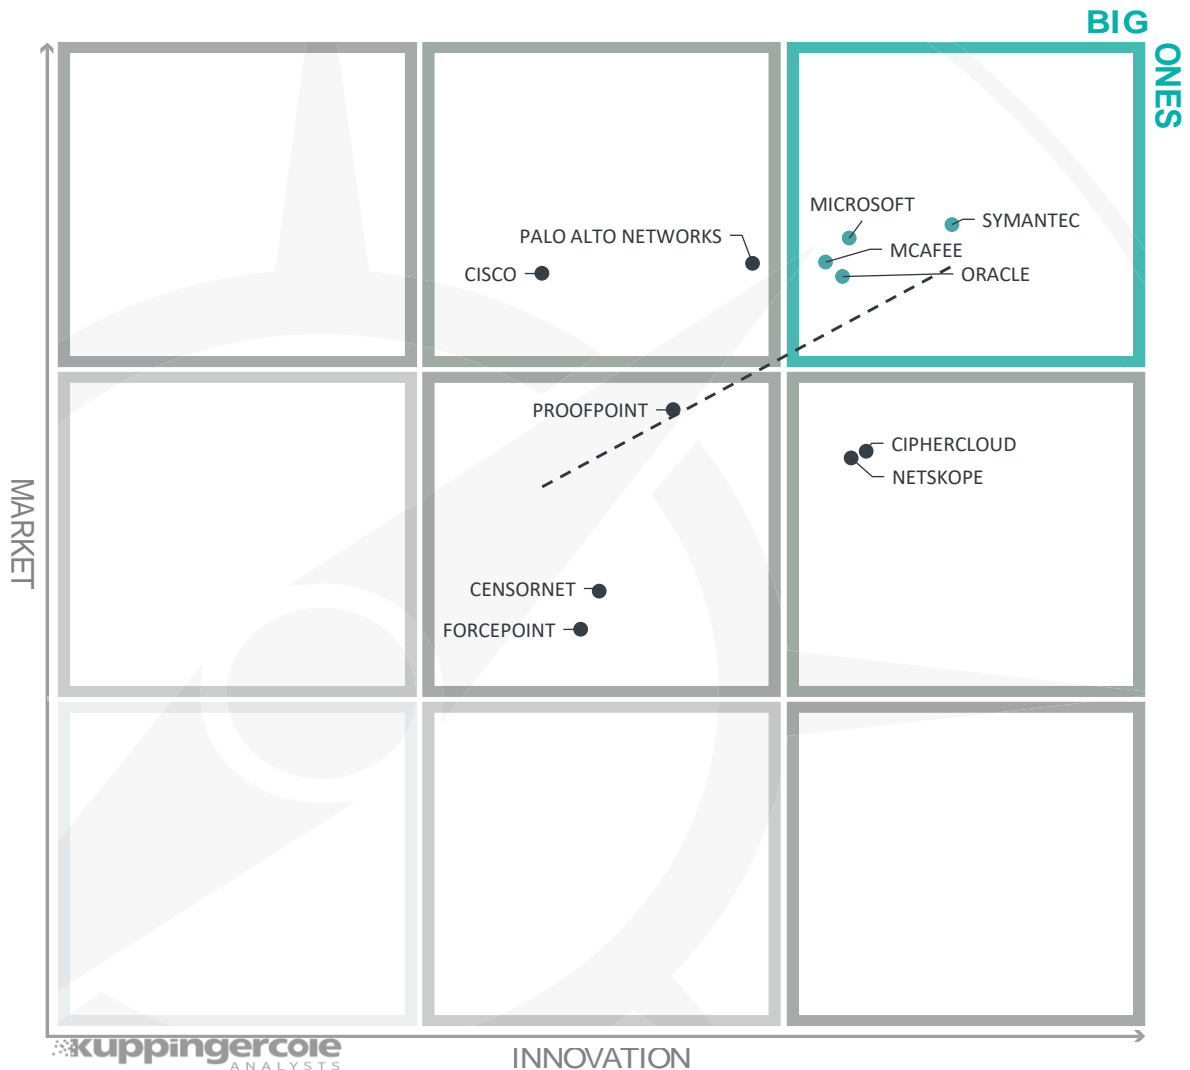 BIG
ONES
MICROSOFT
SYMANTEC
PALO ALTO NETWORKS
MCAFEE
CISCO
ORACLE
PROOFPOINT
CIPHERCLOUD
NETSKOPE
MARKET
CENSORNET
FORCEPOINT
kuppingercole
ANALYSTS
INNOVATION